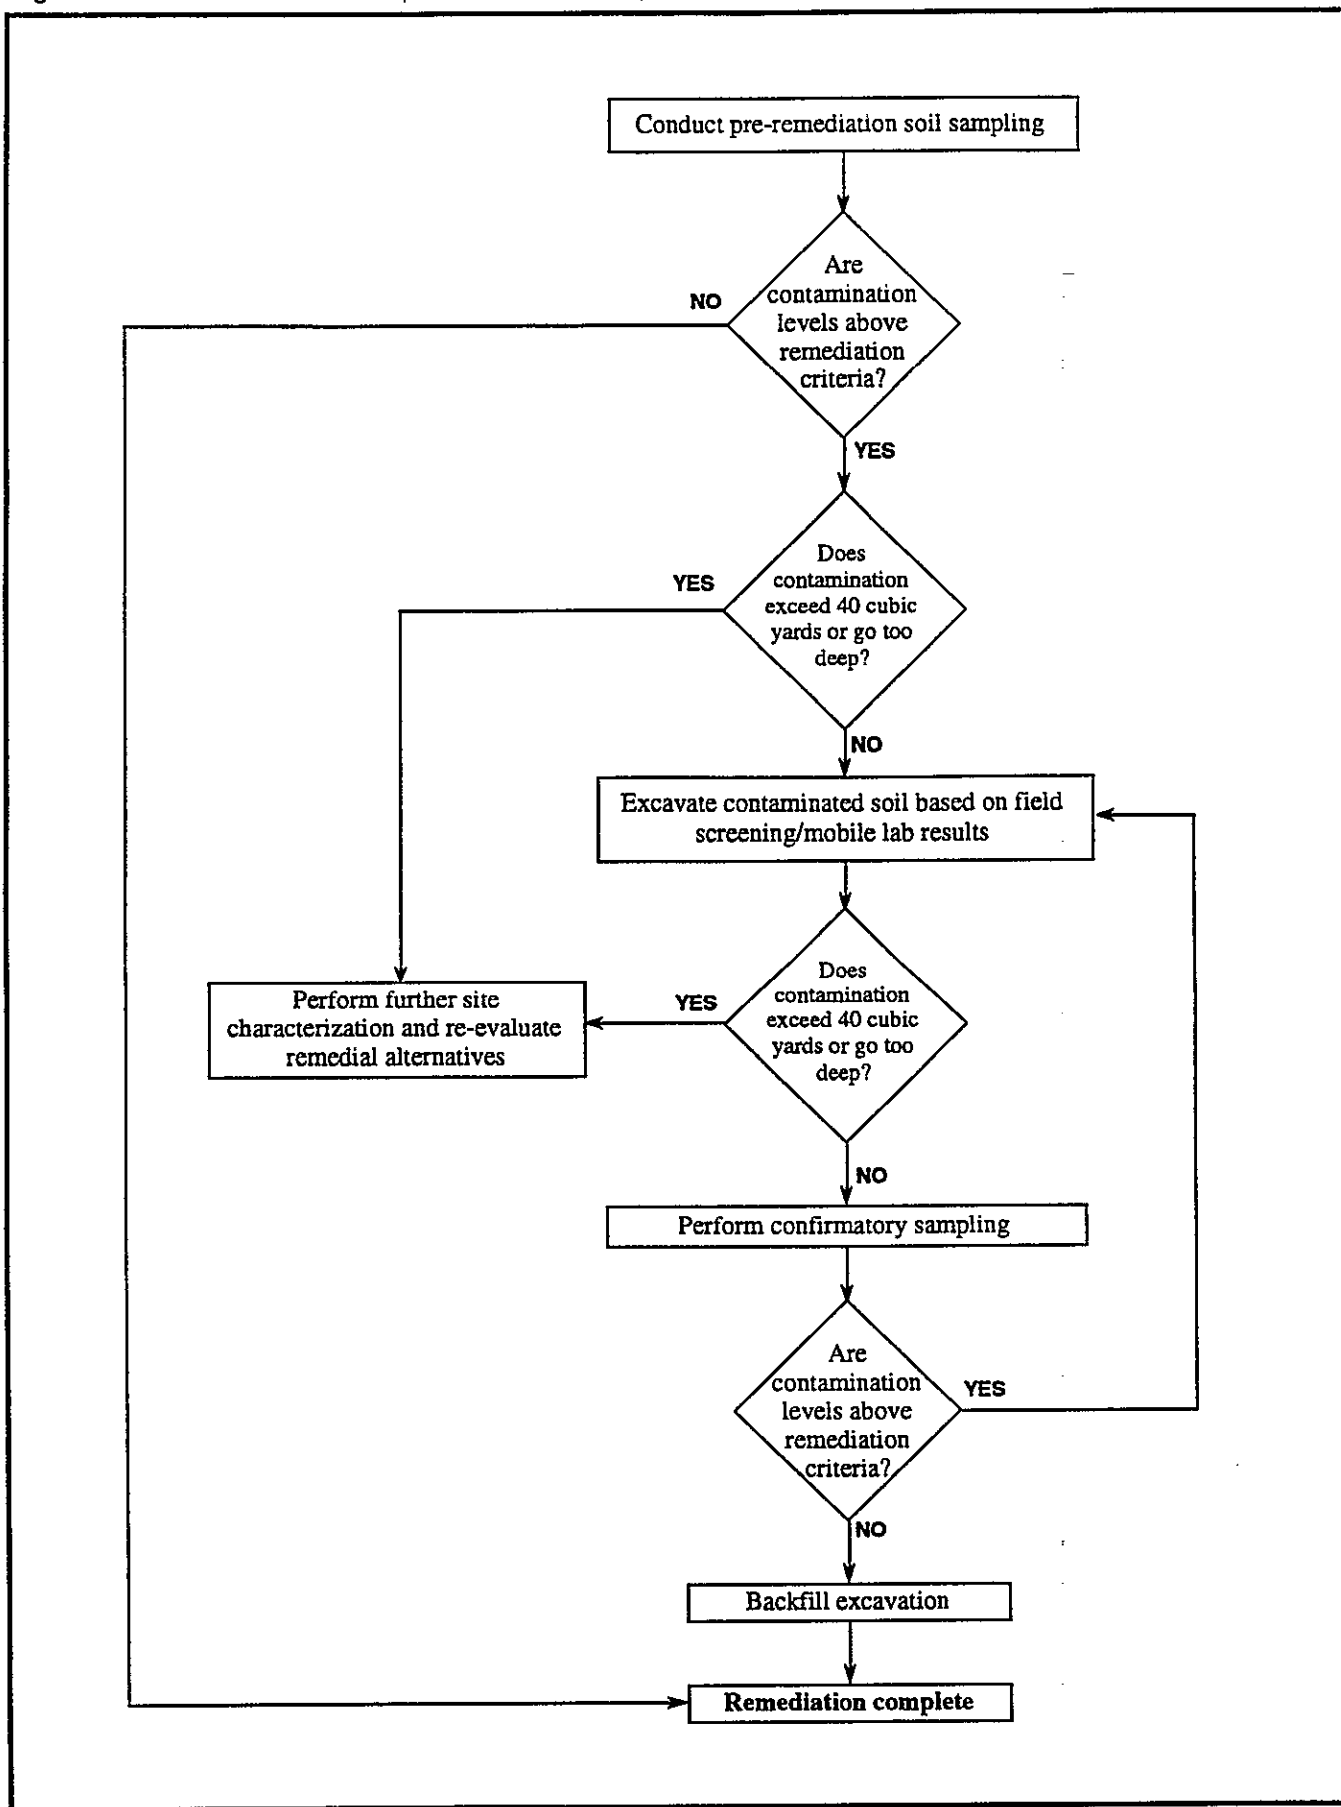 Conduct pre-remediation soil sampling
Are
contamination
levels above
remediation
criteria?
NO
YES
Does
contamination
exceed 40 cubic
yards or go too
deep?
YES
NO
Excavate contaminated soil based on field
screening/mobile lab results
Does
contamination
exceed 40 cubic
yards or go too
deep?
YES
Perform further site
characterization and re-evaluate
remedial alternatives
NO
Perform confirmatory sampling
Are
contamination
levels above
remediation
criteria?
YES
NO
Backfill excavation
Remediation complete